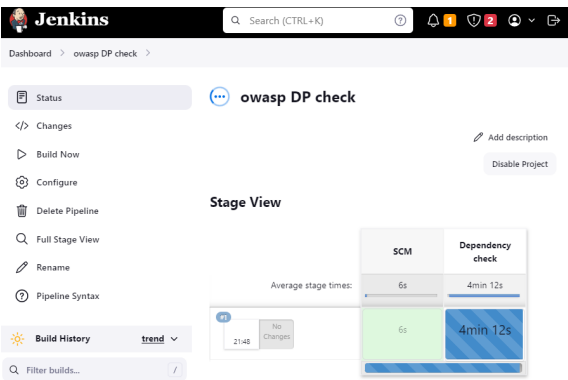 Jenkins
Search (CTRL+K)
?
1
2
Dashboard > owasp DP check >
Status
</> Changes
Build Now
Configure
Delete Pipeline
Full Stage View
Rename
? Pipeline Syntax
Build History trend
Filter builds... /
owasp DP check
Add description
Disable Project
Stage View
SCM Dependency check
Average stage times: 6s 4min 12s
#1
21:48 No Changes
6s 4min 12s